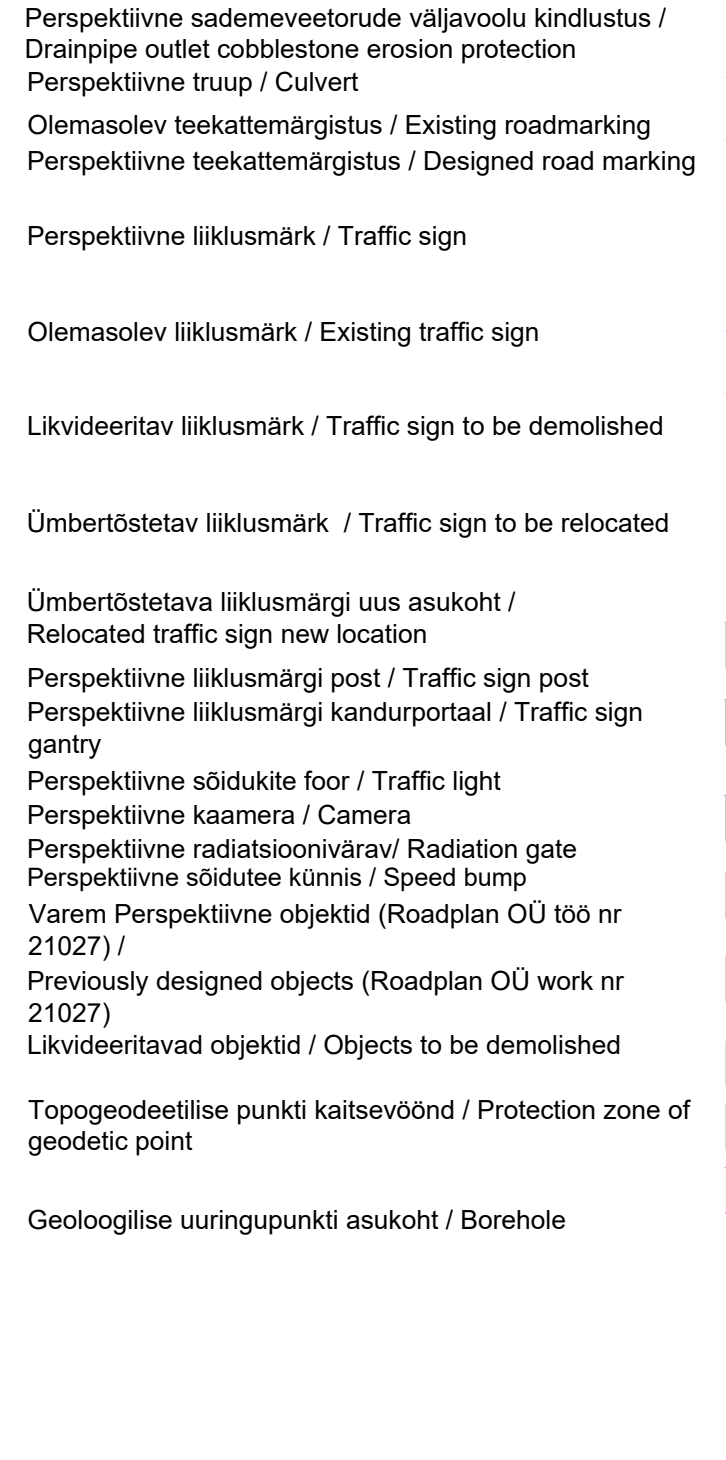 Perspektiivne sademeveetorude väljavoolu kindlustus /
Drainpipe outlet cobblestone erosion protection
Perspektiivne truup / Culvert
Olemasolev teekattemärgistus / Existing roadmarking
Perspektiivne teekattemärgistus / Designed road marking
Perspektiivne liiklusmärk / Traffic sign
Olemasolev liiklusmärk / Existing traffic sign
Likvideeritav liiklusmärk / Traffic sign to be demolished
Ümbertõstetav liiklusmärk  / Traffic sign to be relocated
Ümbertõstetava liiklusmärgi uus asukoht /
Relocated traffic sign new location
Perspektiivne liiklusmärgi post / Traffic sign post
Perspektiivne liiklusmärgi kandurportaal / Traffic sign
gantry
Perspektiivne sõidukite foor / Traffic light
Perspektiivne kaamera / Camera
Perspektiivne radiatsioonivärav/ Radiation gate
Perspektiivne sõidutee künnis / Speed bump
Varem Perspektiivne objektid (Roadplan OÜ töö nr
21027) /
Previously designed objects (Roadplan OÜ work nr
21027)
Likvideeritavad objektid / Objects to be demolished
Topogeodeetilise punkti kaitsevöönd / Protection zone of
geodetic point
Geoloogilise uuringupunkti asukoht / Borehole